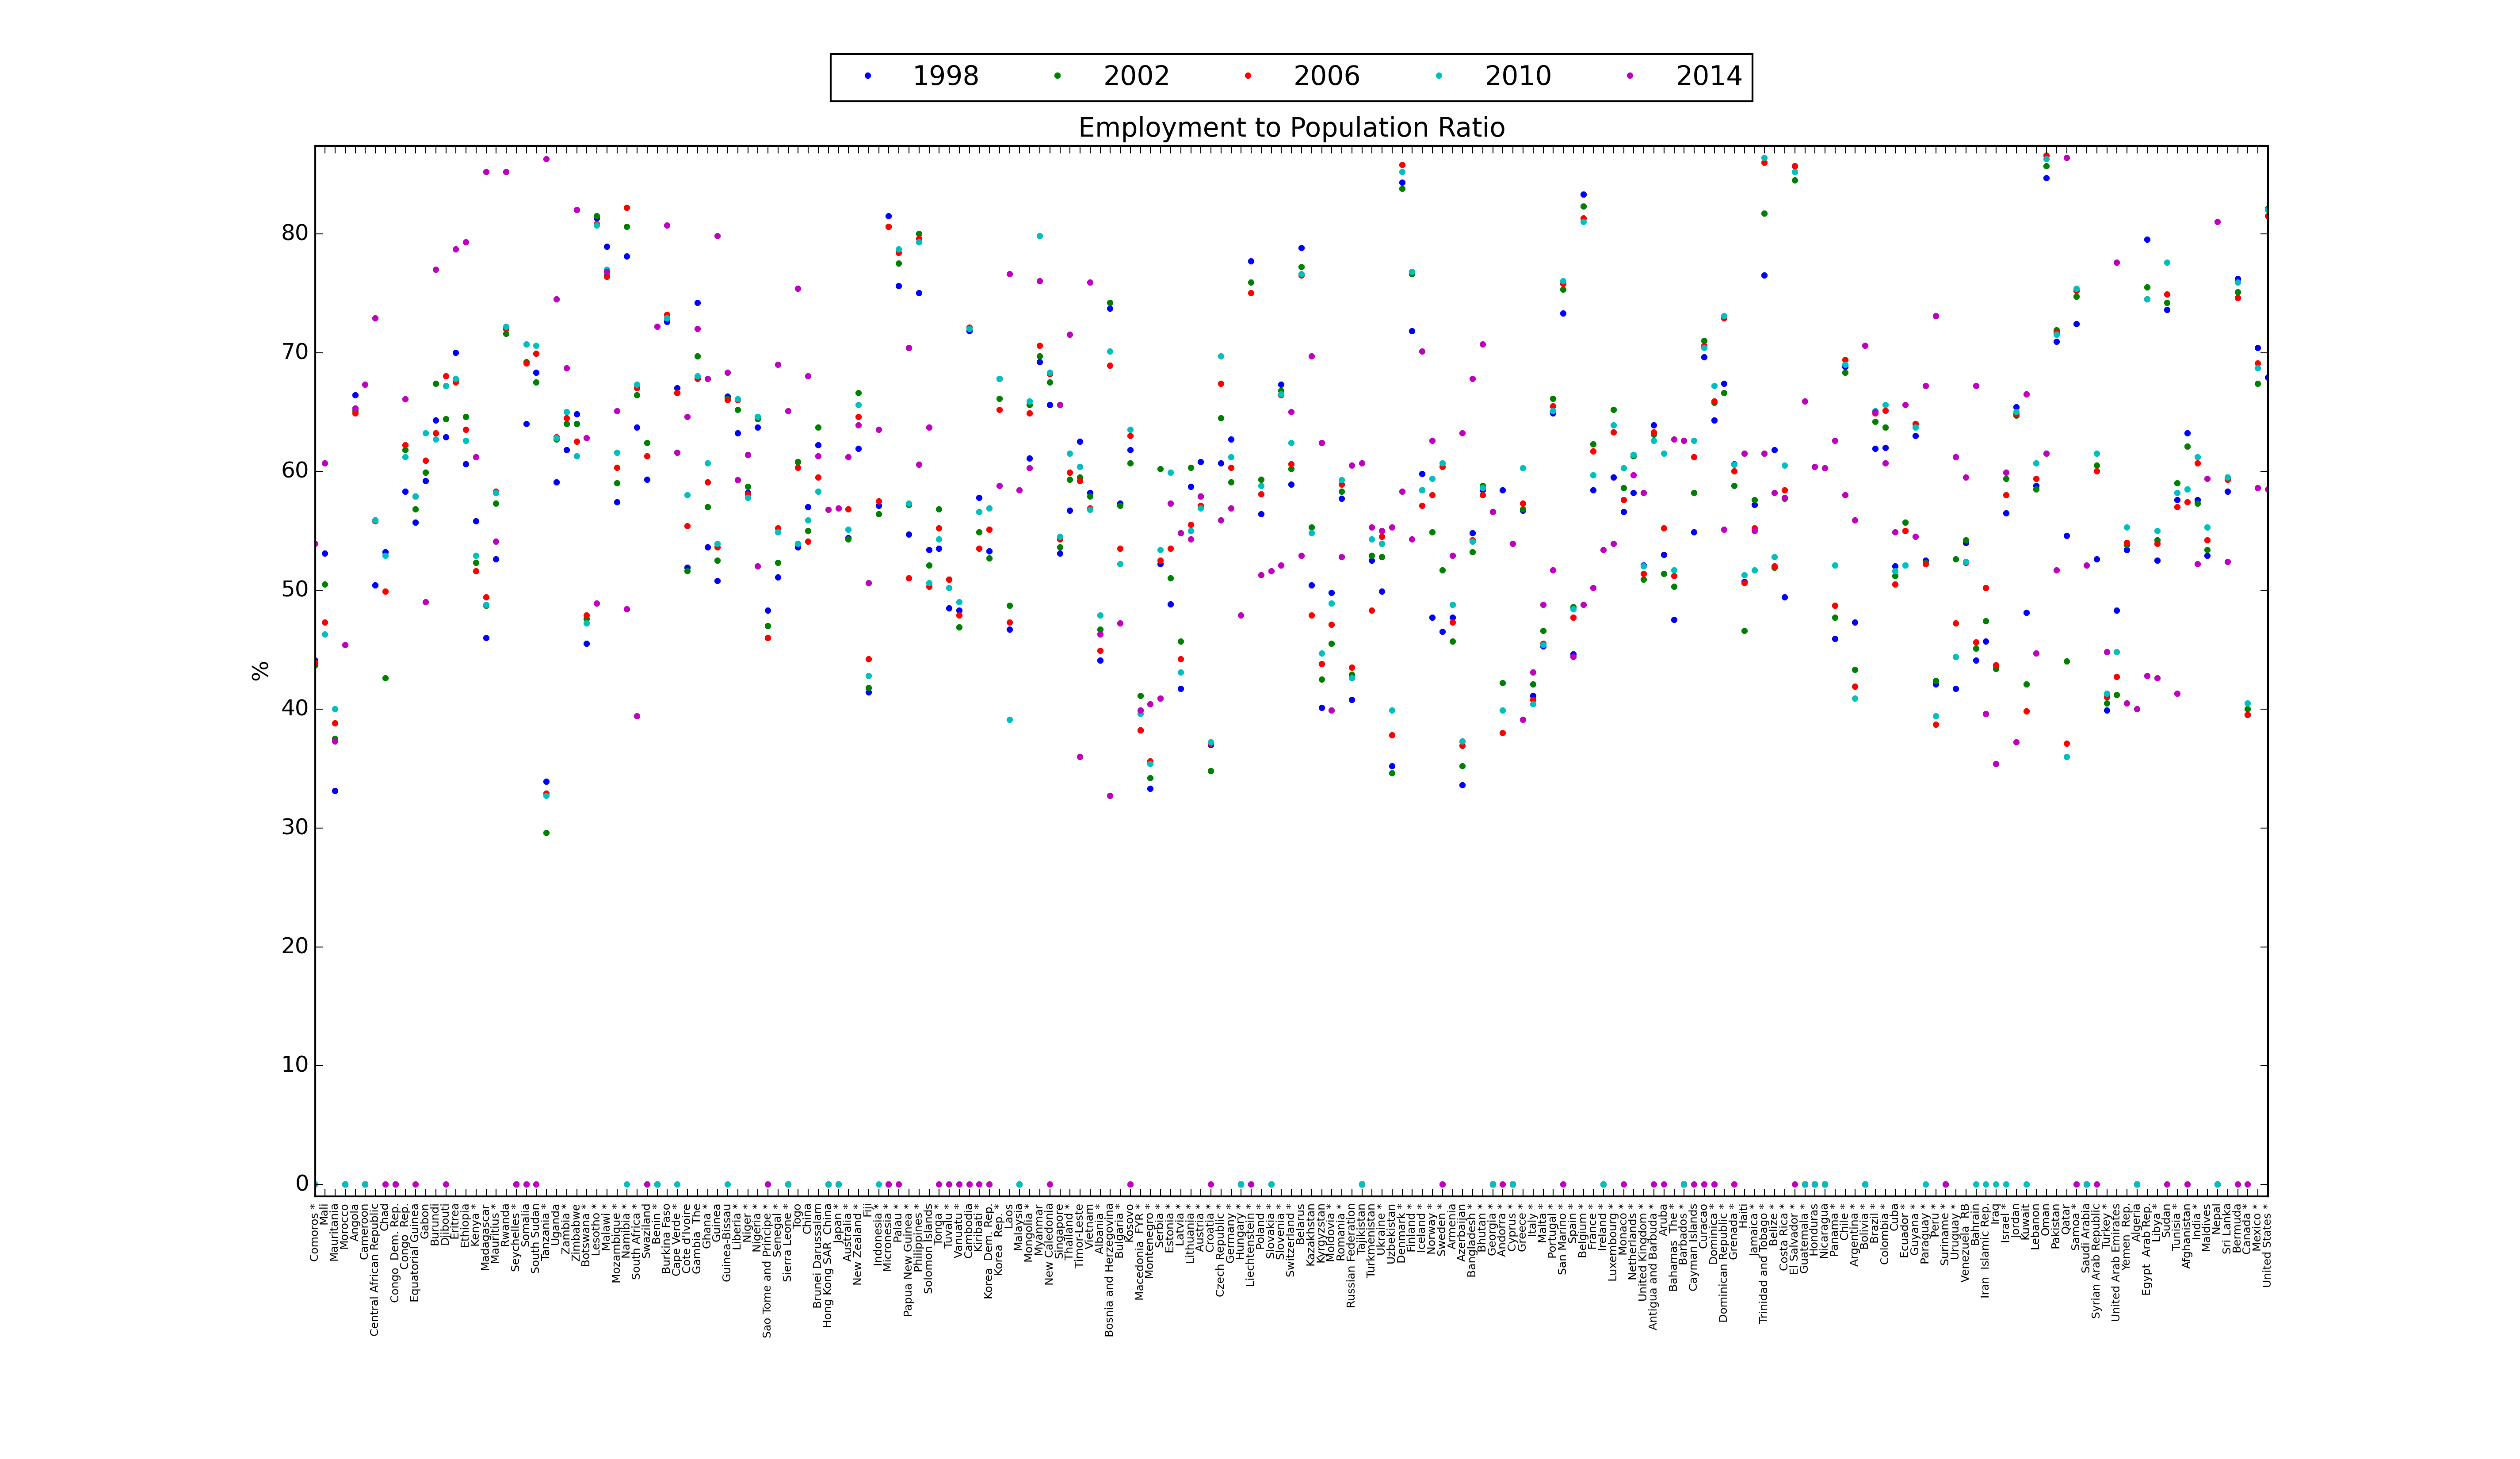 1998 2002 2006 2010 2014
Employment to Population Ratio
%
80
70
60
50
40
30
20
10
0
Comoros *
Mali
Mauritania
Morocco
Angola
Cameroon
Central African Republic
Chad
Congo Dem. Rep.
Congo Rep.
Equatorial Guinea
Gabon
Burundi
Djibouti
Eritrea
Ethiopia
Kenya *
Madagascar
Mauritius *
Rwanda
Seychelles *
Somalia
South Sudan
Tanzania *
Uganda
Zambia *
Zimbabwe
Botswana *
Lesotho *
Malawi
Mozambique *
Namibia *
South Africa *
Swaziland
Benin *
Burkina Faso
Cape Verde
Cote d'Ivoire
Gambia The
Ghana *
Guinea
Guinea-Bissau
Liberia *
Niger *
Nigeria *
Sao Tome and Principe *
Senegal *
Sierra Leone *
Togo
China
Brunei Darussalam
Hong Kong SAR China
Japan *
Australia *
New Zealand
Fiji
Indonesia *
Micronesia *
Palau *
Papua New Guinea *
Philippines *
Solomon Islands
Tonga *
Tuvalu *
Vanuatu *
Cambodia
Kiribati *
Korea Dem. Rep.
Korea Rep. *
Laos *
Malaysia
Mongolia *
Myanmar
New Caledonia
Singapore
Thailand
Timor-Leste
Vietnam
Albania *
Bosnia and Herzegovina
Bulgaria
Kosovo
Macedonia FYR *
Montenegro
Serbia
Estonia *
Latvia
Lithuania
Austria
Croatia *
Czech Republic
Germany
Hungary *
Liechtenstein
Poland *
Slovakia *
Slovenia *
Switzerland *
Belarus
Kazakhstan
Kyrgyzstan
Moldova *
Romania
Russian Federation
Tajikistan
Turkmenistan
Ukraine
Uzbekistan
Denmark *
Finland
Iceland *
Norway
Sweden *
Armenia
Azerbaijan
Bangladesh *
Bhutan
Georgia *
Andora *
Cyprus *
Greece *
Italy *
Malta
Portugal
San Marino *
Spain *
Belgium *
France *
Ireland *
Luxembourg
Monaco *
Netherlands *
United Kingdom
Antigua and Barbuda *
Aruba
Bahamas The *
Barbados *
Cayman Islands
Curacao *
Dominica *
Dominican Republic *
Grenada *
Haiti
Jamaica *
Trinidad and Tobago *
Belize *
Costa Rica *
El Salvador *
Guatemala *
Honduras
Nicaragua
Panama *
Chile
Argentina *
Bolivia *
Brazil *
Colombia *
Cuba
Ecuador *
Guyana *
Paraguay *
Peru *
Suriname *
Uruguay *
Venezuela RB
Bahrain
Iran Islamic Rep.
Iraq
Israel
Jordan
Kuwait
Lebanon
Oman
Pakistan
Qatar
Samoa *
Saudi Arabia
Syrian Arab Republic
Turkey
United Arab Emirates
Yemen Rep.
Algeria
Egypt Arab Rep.
Libya *
Sudan
Tunisia *
Afghanistan
India *
Maldives
Nepal
Sri Lanka
Bermuda
Canada *
Mexico *
United States